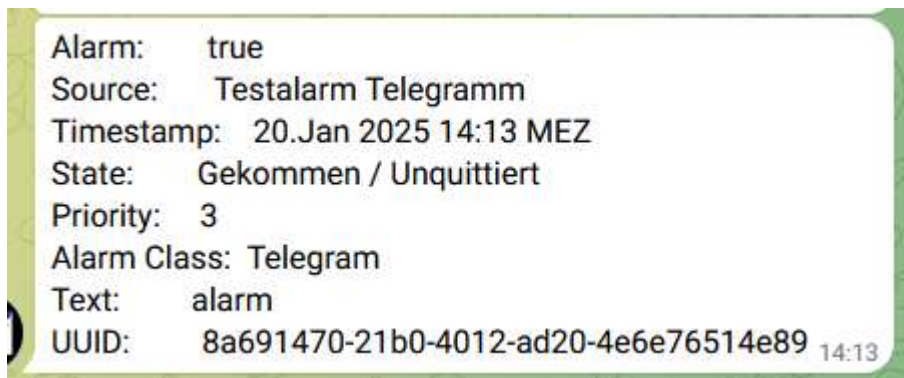 Alarm: true
Source: Testalarm Telegramm
Timestamp: 20.Jan 2025 14:13 MEZ
State: Gekommen / Unquittiert
Priority: 3
Alarm Class: Telegram
Text: alarm
UUID: 8a691470-21b0-4012-ad20-4e6e76514e89 14:13